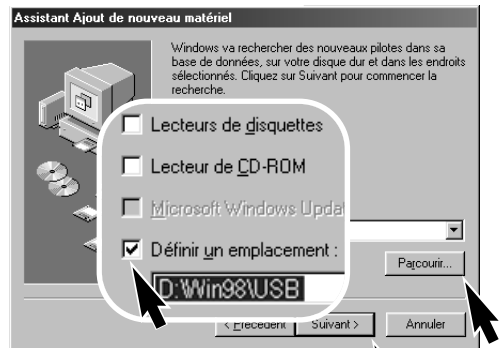 Assistant Ajout de nouveau matériel
Windows va rechercher des nouveaux pilotes dans sa
base de données, sur votre disque dur et dans les endroits
sélectionnés. Cliquez sur Suivant pour commencer la
recherche.
Lecteurs de disquettes
Lecteur de CD-ROM
Microsoft Windows Updat
Définir un emplacement :
D:\Win98\USB
Parcourir...
< Précédent
Suivant >
Annuler